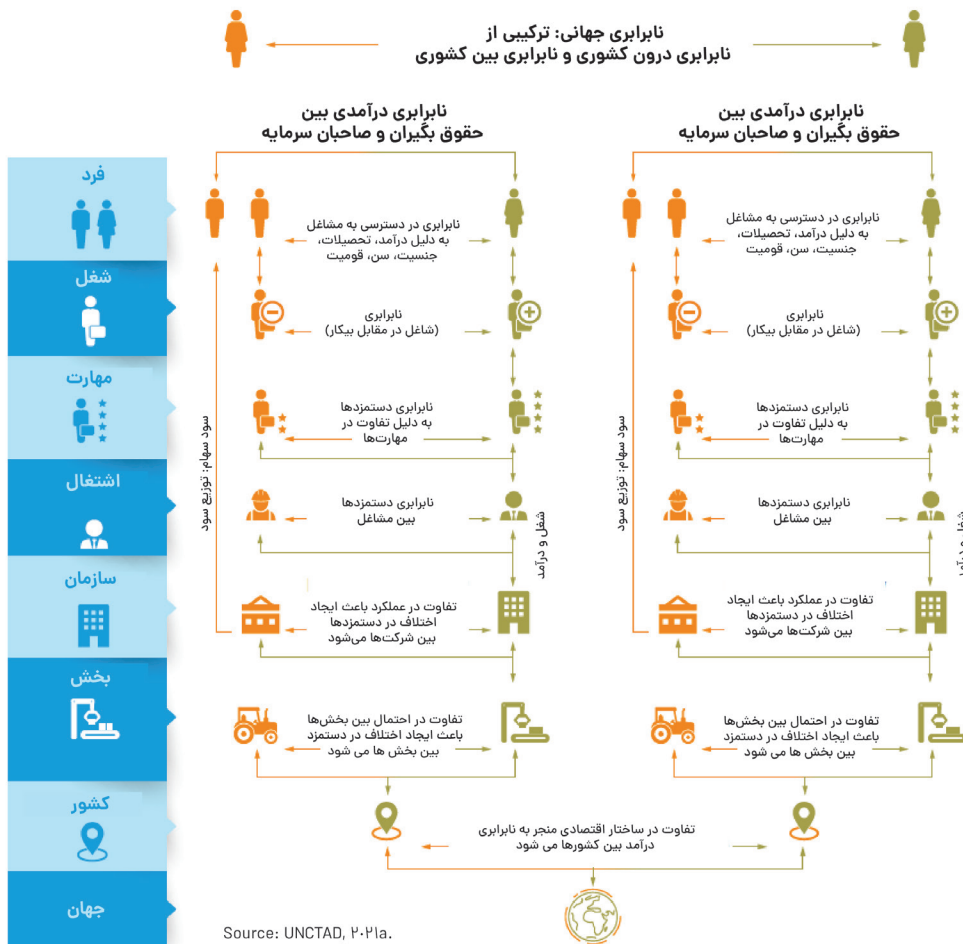 نابرابری جهانی: ترکیبی از
نابرابری درون کشوری و نابرابری بین کشوری
نابرابری درآمدی بین
حقوق بگیران و صاحبان سرمایه
نابرابری درآمدی بین
حقوق بگیران و صاحبان سرمایه
فرد
شغل
مهارت
اشتغال
سازمان
بخش
کشور
جهان
نابرابری در دسترسی به مشاغل
به دلیل درآمد، تحصیلات،
جنسیت، سن، قومیت
نابرابری
(شاغل در مقابل بیکار)
نابرابری دستمزدها
به دلیل تفاوت در
مهارت‌ها
نابرابری دستمزدها
بین مشاغل
تفاوت در عملکرد باعث ایجاد
اختلاف در دستمزدها
بین شرکت‌ها می‌شود
تفاوت در احتمال بین بخش‌ها
باعث ایجاد اختلاف در دستمزد
بین بخش ها می شود
سود سهام: توزیع سود
شغل و درآمد
نابرابری در دسترسی به مشاغل
به دلیل درآمد، تحصیلات،
جنسیت، سن، قومیت
نابرابری
(شاغل در مقابل بیکار)
نابرابری دستمزدها
به دلیل تفاوت در
مهارت‌ها
نابرابری دستمزدها
بین مشاغل
تفاوت در عملکرد باعث ایجاد
اختلاف در دستمزدها
بین شرکت‌ها می‌شود
تفاوت در احتمال بین بخش‌ها
باعث ایجاد اختلاف در دستمزد
بین بخش ها می شود
سود سهام: توزیع سود
شغل و درآمد
تفاوت در ساختار اقتصادی منجر به نابرابری
درآمد بین کشورها می شود
Source: UNCTAD, ۲۰۲۱a.